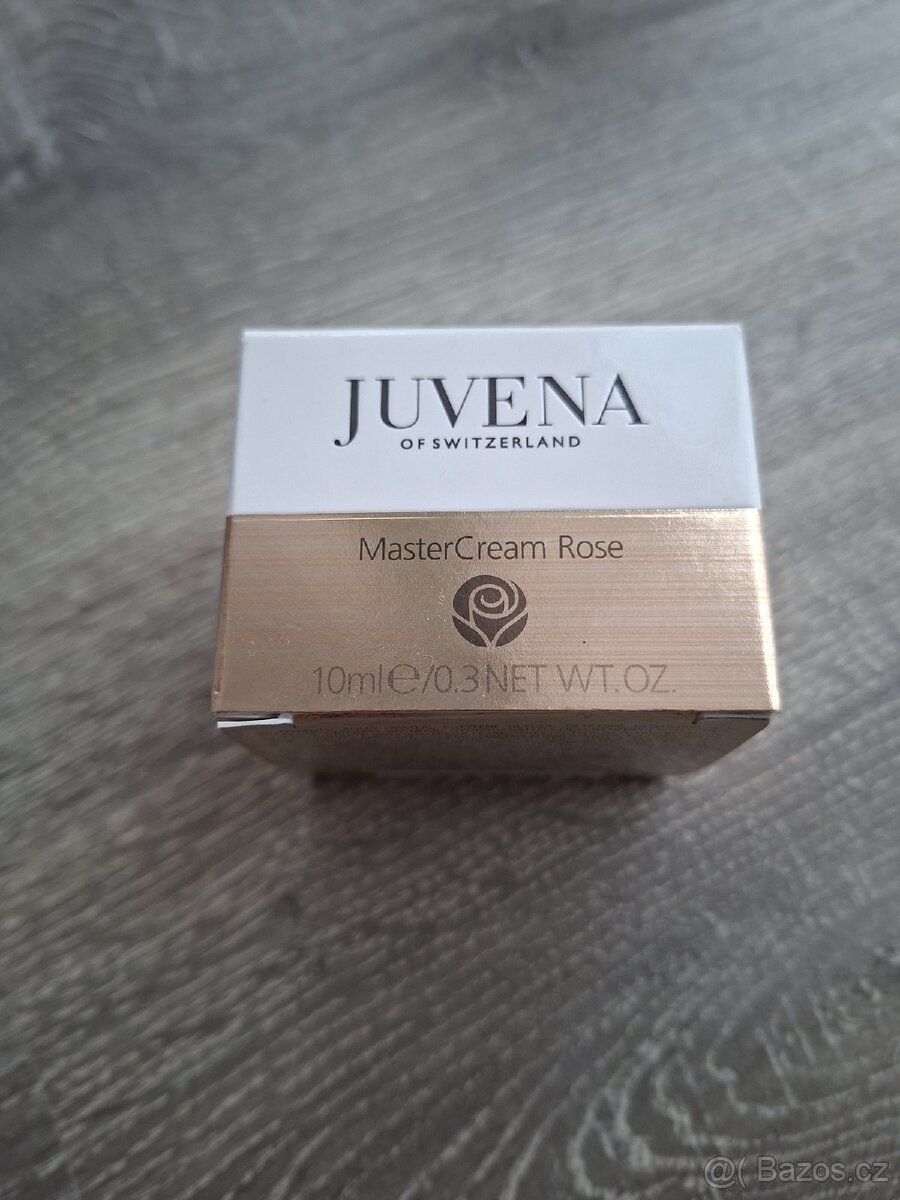 JUVENA
OF SWITZERLAND
MasterCream Rose
10ml℮/0.3 NET WT. OZ.
@( Bazos.cz